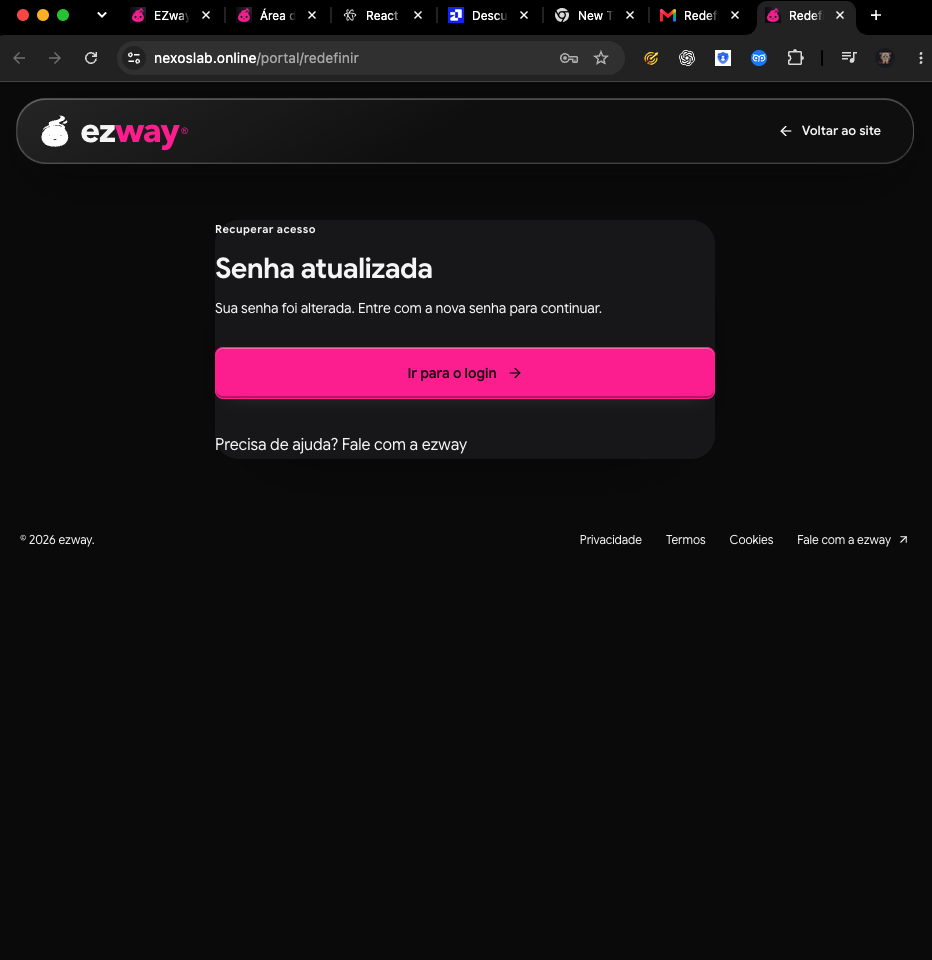 EZway
Área d
React
Descu
New T
Redef
Redef
nexoslab.online/portal/redefinir
ezway®
Voltar ao site
Recuperar acesso
Senha atualizada
Sua senha foi alterada. Entre com a nova senha para continuar.
Ir para o login
Precisa de ajuda? Fale com a ezway
© 2026 ezway.
Privacidade
Termos
Cookies
Fale com a ezway